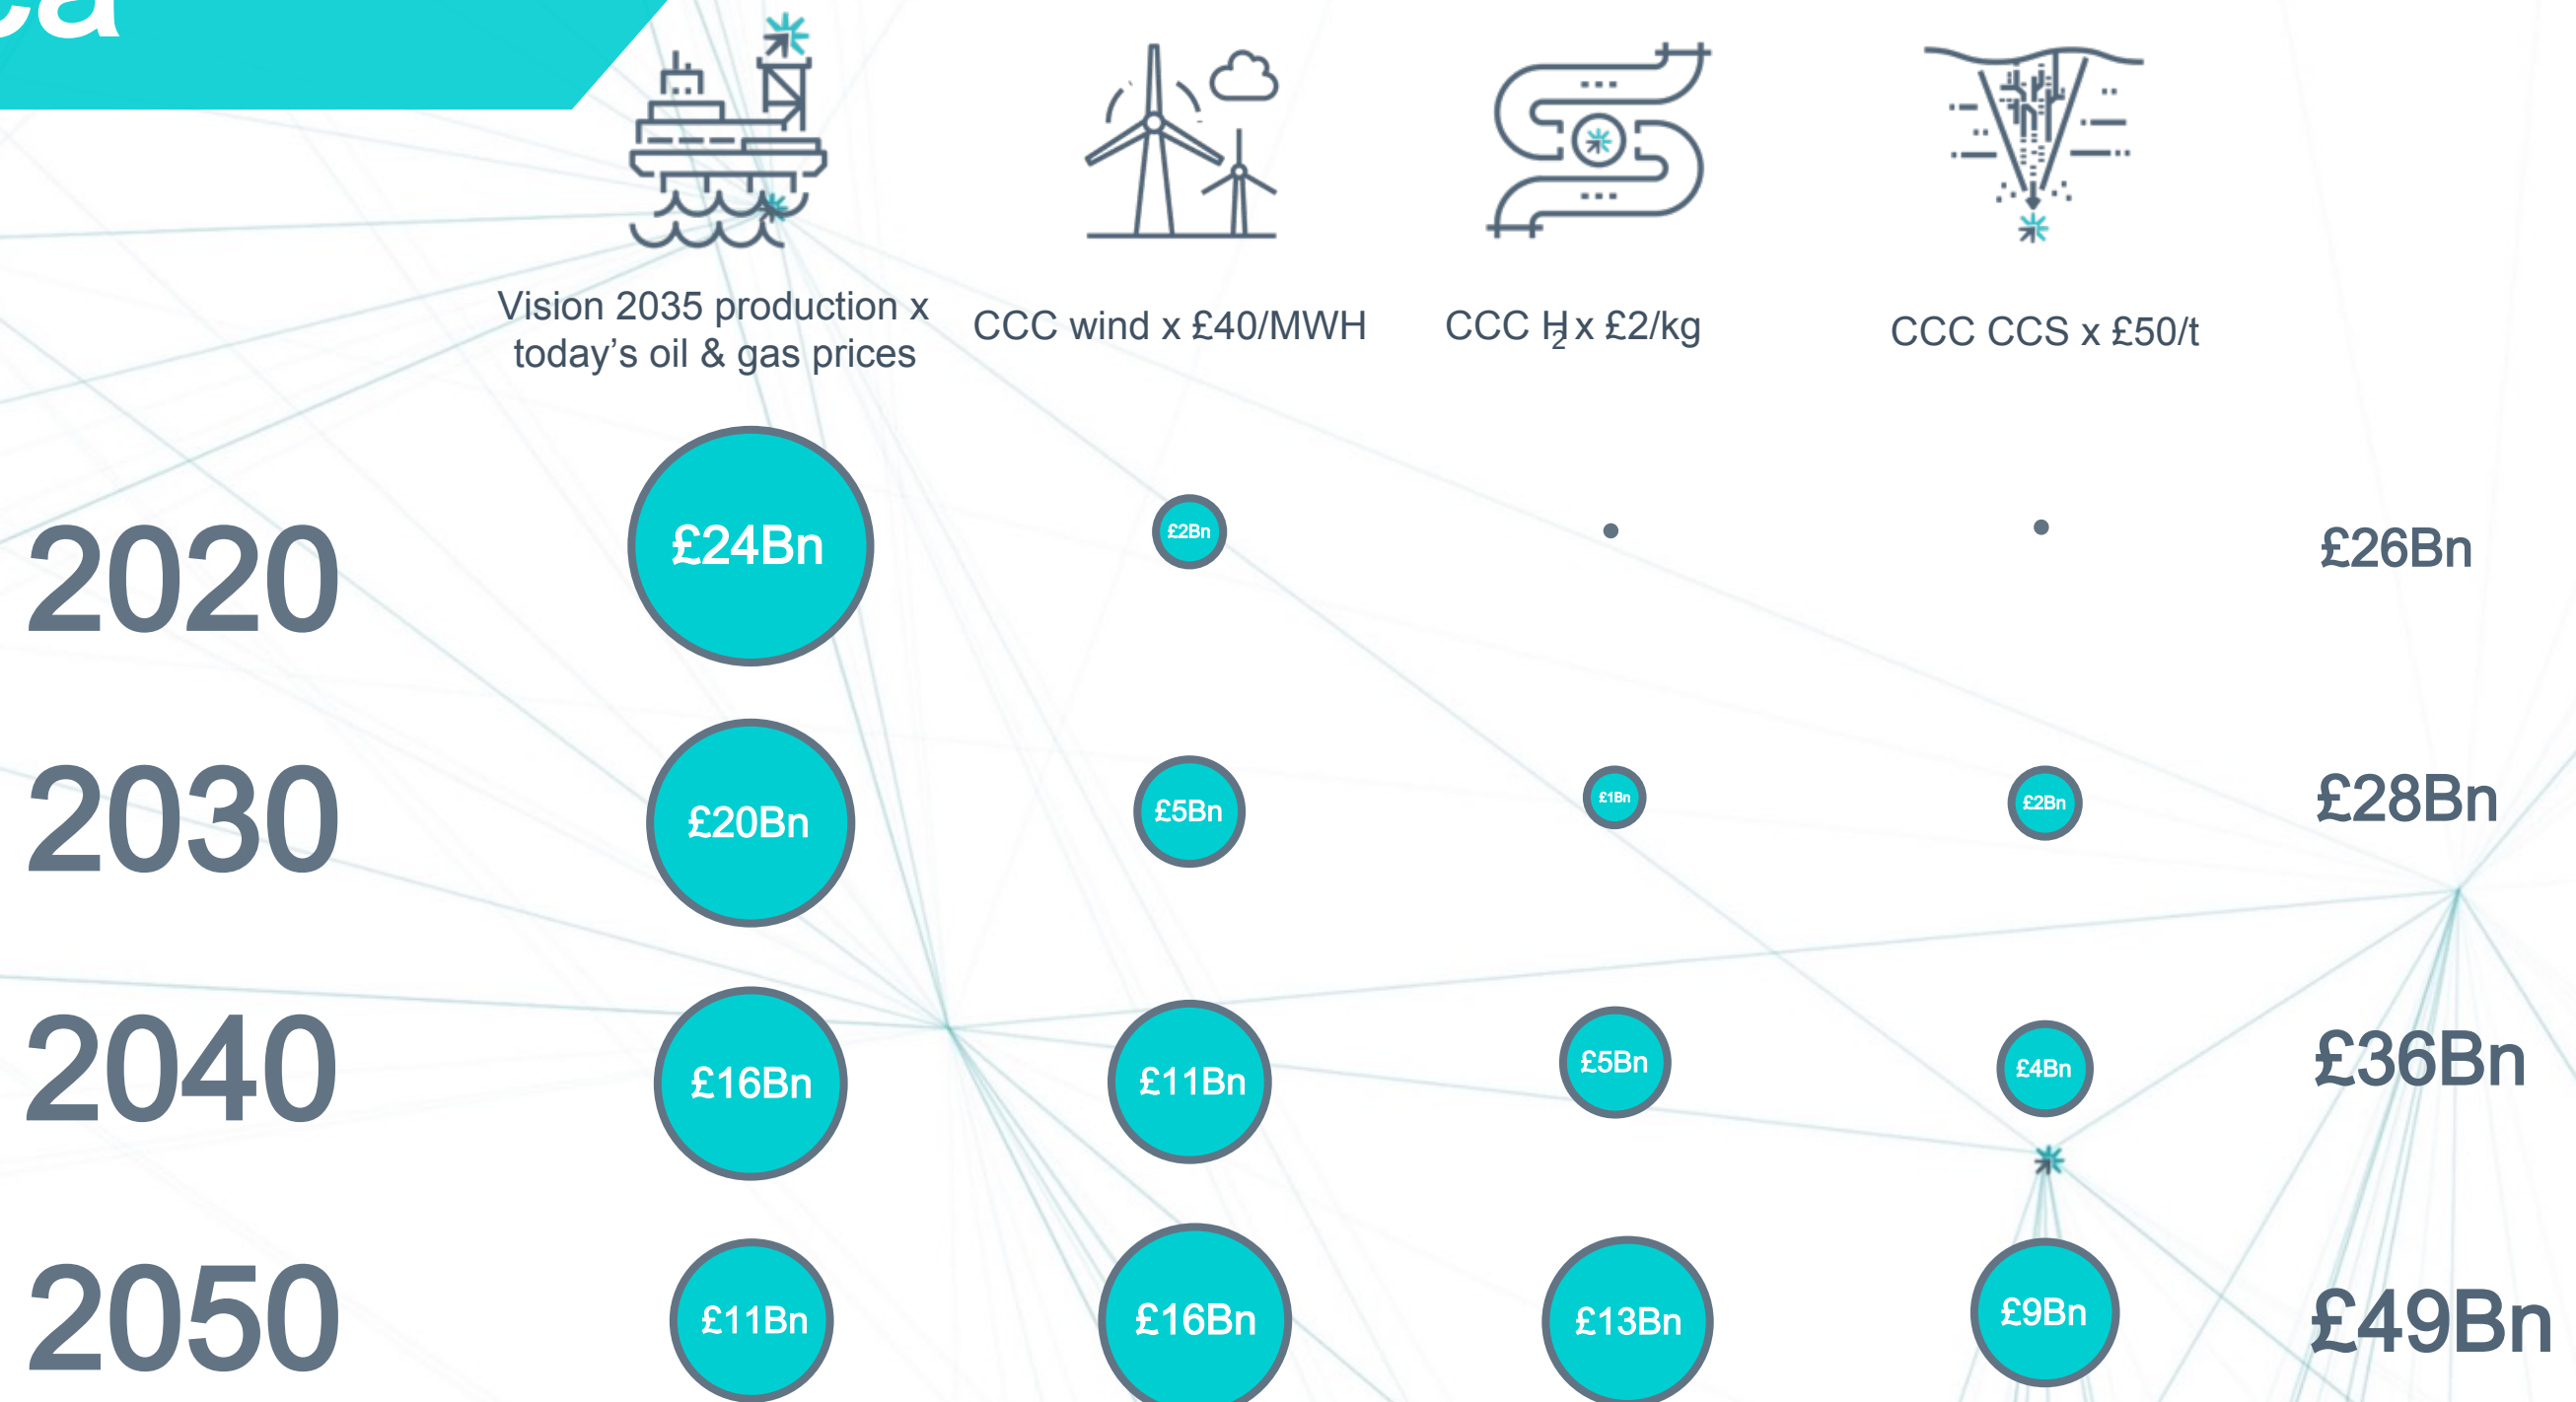 Vision 2035 production x
today's oil & gas prices
CCC wind x £40/MWH
CCC H2 x £2/kg
CCC CCS x £50/t
2020
£24Bn
£2Bn
£26Bn
2030
£20Bn
£5Bn
£1Bn
£2Bn
£28Bn
2040
£16Bn
£11Bn
£5Bn
£4Bn
£36Bn
2050
£11Bn
£16Bn
£13Bn
£9Bn
£49Bn